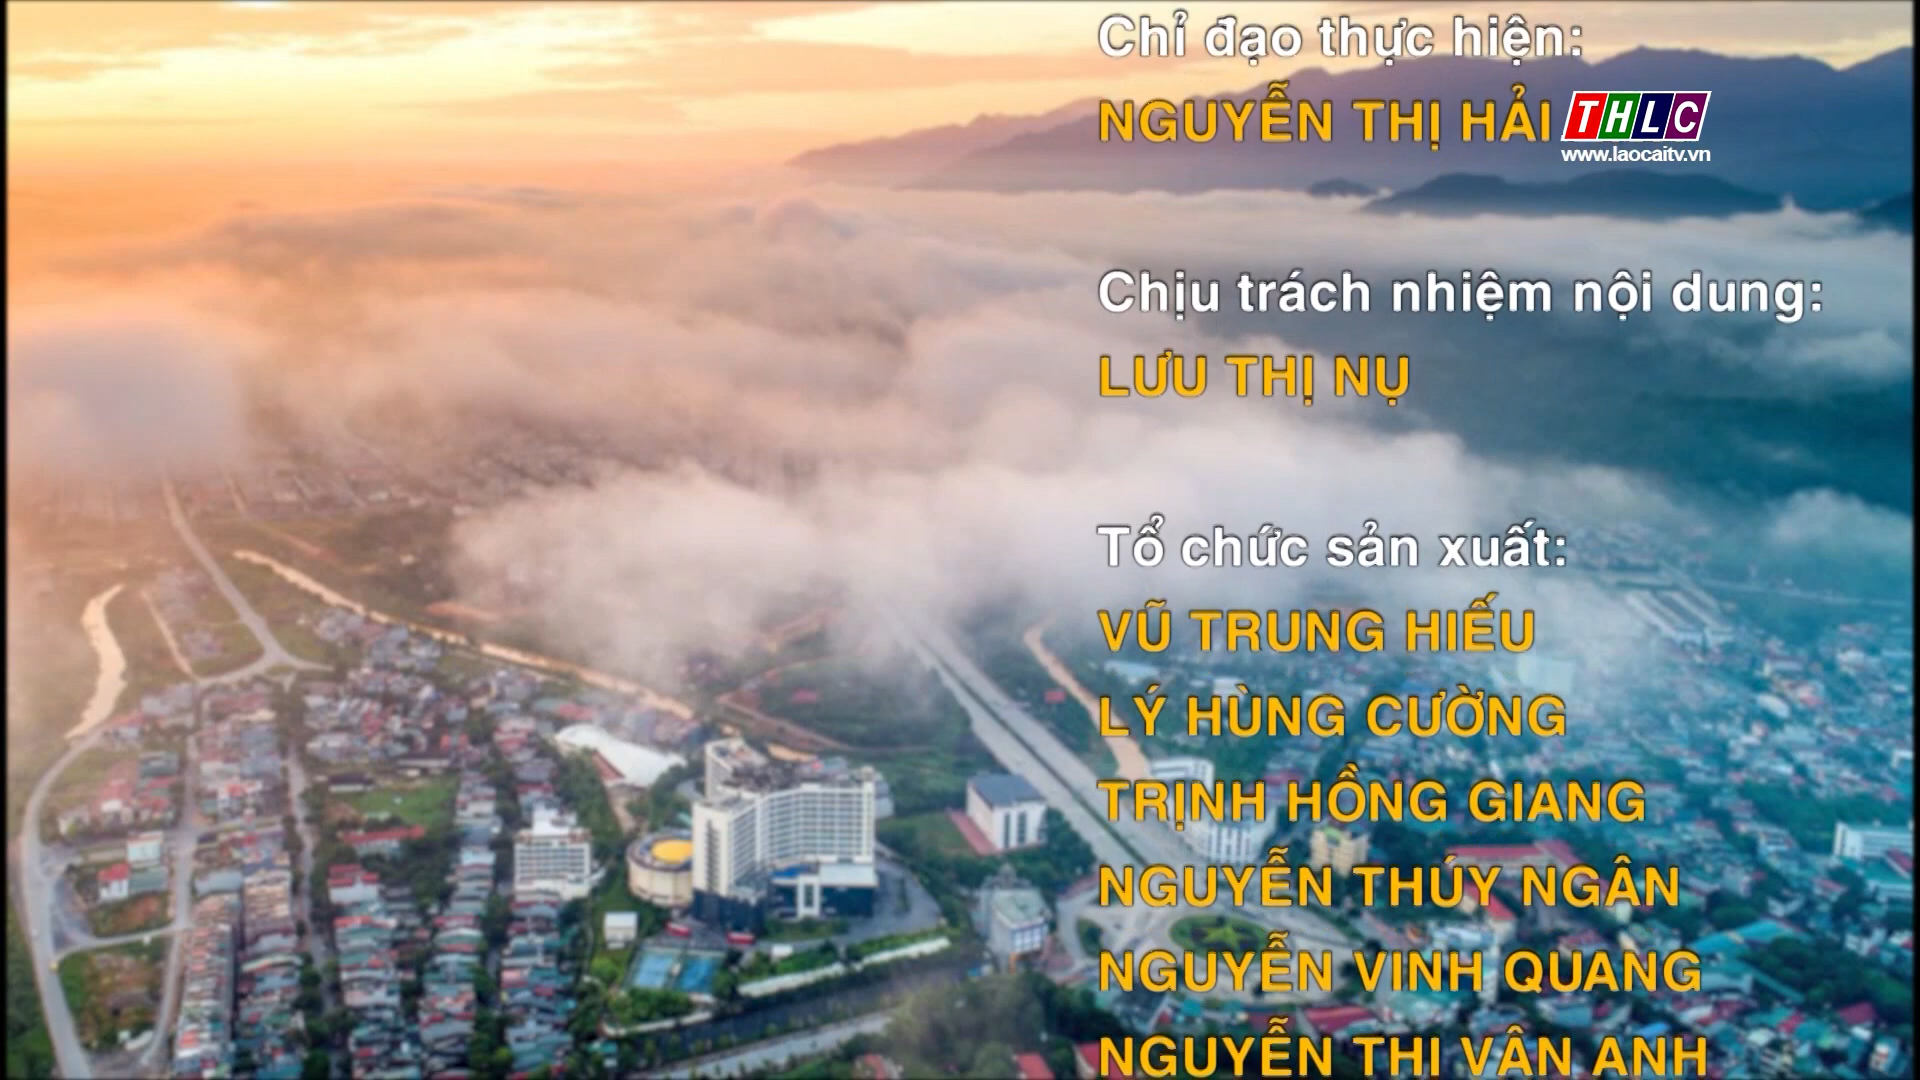 Chỉ đạo thực hiện:
NGUYỄN THỊ HẢI
THLC
www.laocaitv.vn
Chịu trách nhiệm nội dung:
LƯU THỊ NỤ
Tổ chức sản xuất:
VŨ TRUNG HIẾU
LÝ HÙNG CƯỜNG
TRỊNH HỒNG GIANG
NGUYỄN THÚY NGÂN
NGUYỄN VINH QUANG
NGUYỄN THỊ VÂN ANH